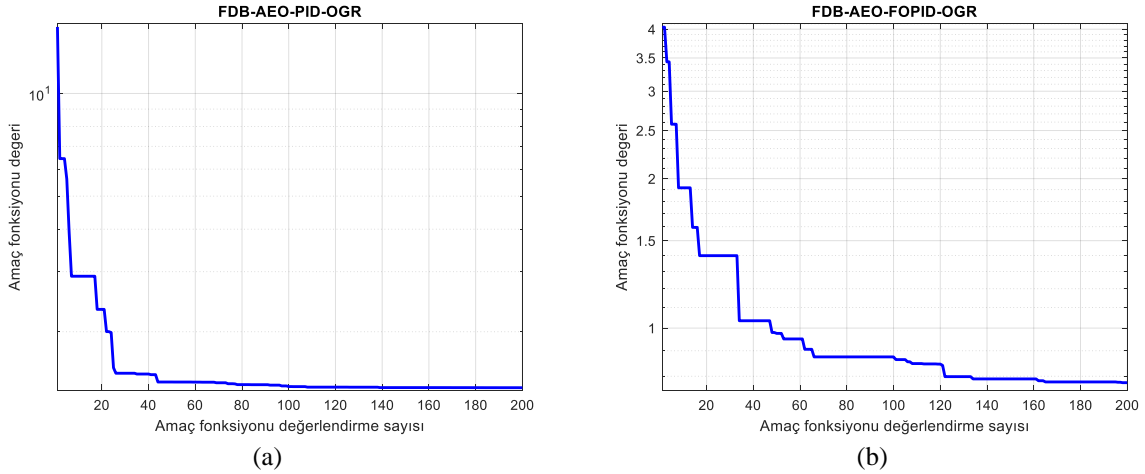 FDB-AEO-PID-OGR
10^1
Amaç fonksiyonu degeri
20 40 60 80 100 120 140 160 180 200
Amaç fonksiyonu değerlendirme sayısı
(a)
FDB-AEO-FOPID-OGR
4
3.5
3
2.5
2
1.5
1
Amaç fonksiyonu degeri
20 40 60 80 100 120 140 160 180 200
Amaç fonksiyonu değerlendirme sayısı
(b)